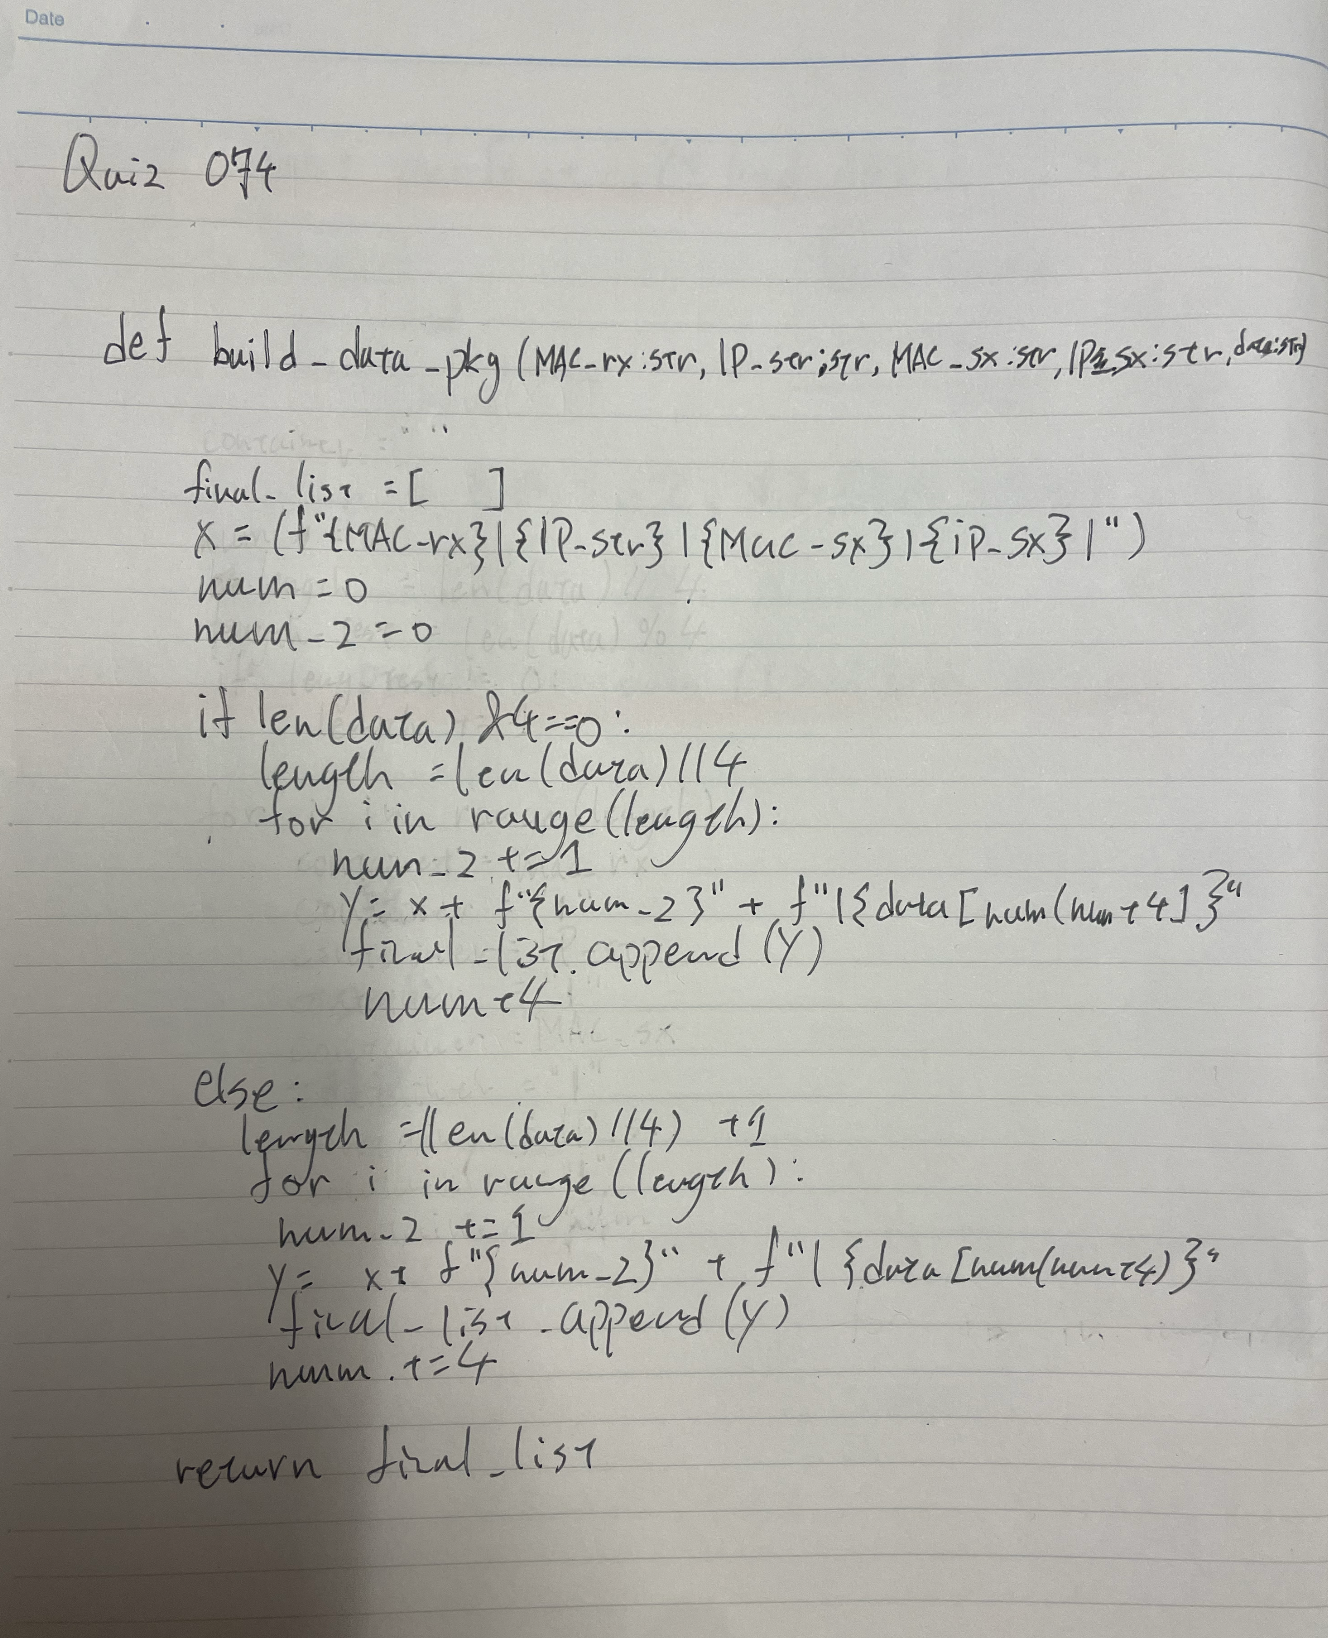 Date
Quiz 074
def build_data_pkg (MAC_rx:str, IP_str:str, MAC_sx:str, IP_sx:str, data:str)
final_list = [ ]
x = (f"{MAC_rx}|{IP_str}|{Mac_sx}|{iP_sx}|")
num = 0
num_2 = 0
if len(data) %4==0:
length = len(data)//4
for i in range(length):
num_2 += 1
Y = x + f"{num_2}" + f"|{data[num(num+4]}"
final_list.append(Y)
num+4
else:
length =(len(data)//4) +1
for i in range(length):
num_2 += 1
Y = x + f"{num_2}" + f"|{data[num(num+4)}"
final_list.append(Y)
num += 4
return final_list